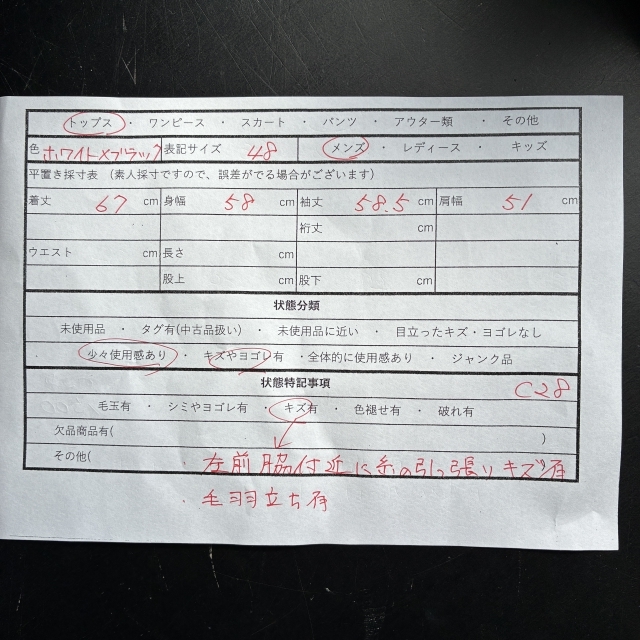 トップス ・ ワンピース ・ スカート ・ パンツ ・ アウター類 ・ その他
色 ホワイト×ブラック 表記サイズ 48 メンズ ・ レディース ・ キッズ
平置き採寸表 (素人採寸ですので、誤差がでる場合がございます)
着丈 67 cm 身幅 58 cm 袖丈 58.5 cm 肩幅 51 cm
裄丈 cm
ウエスト cm 長さ cm
股上 cm 股下 cm
状態分類
未使用品 ・ タグ有(中古品扱い) ・ 未使用品に近い ・ 目立ったキズ・ヨゴレなし
少々使用感あり ・ キズやヨゴレ有 ・全体的に使用感あり ・ ジャンク品
状態特記事項 C28
毛玉有 ・ シミやヨゴレ有 ・ キズ有 ・ 色褪せ有 ・ 破れ有
欠品商品有( )
その他( 左前脇付近に糸の引っ張りキズ有
毛羽立ち有